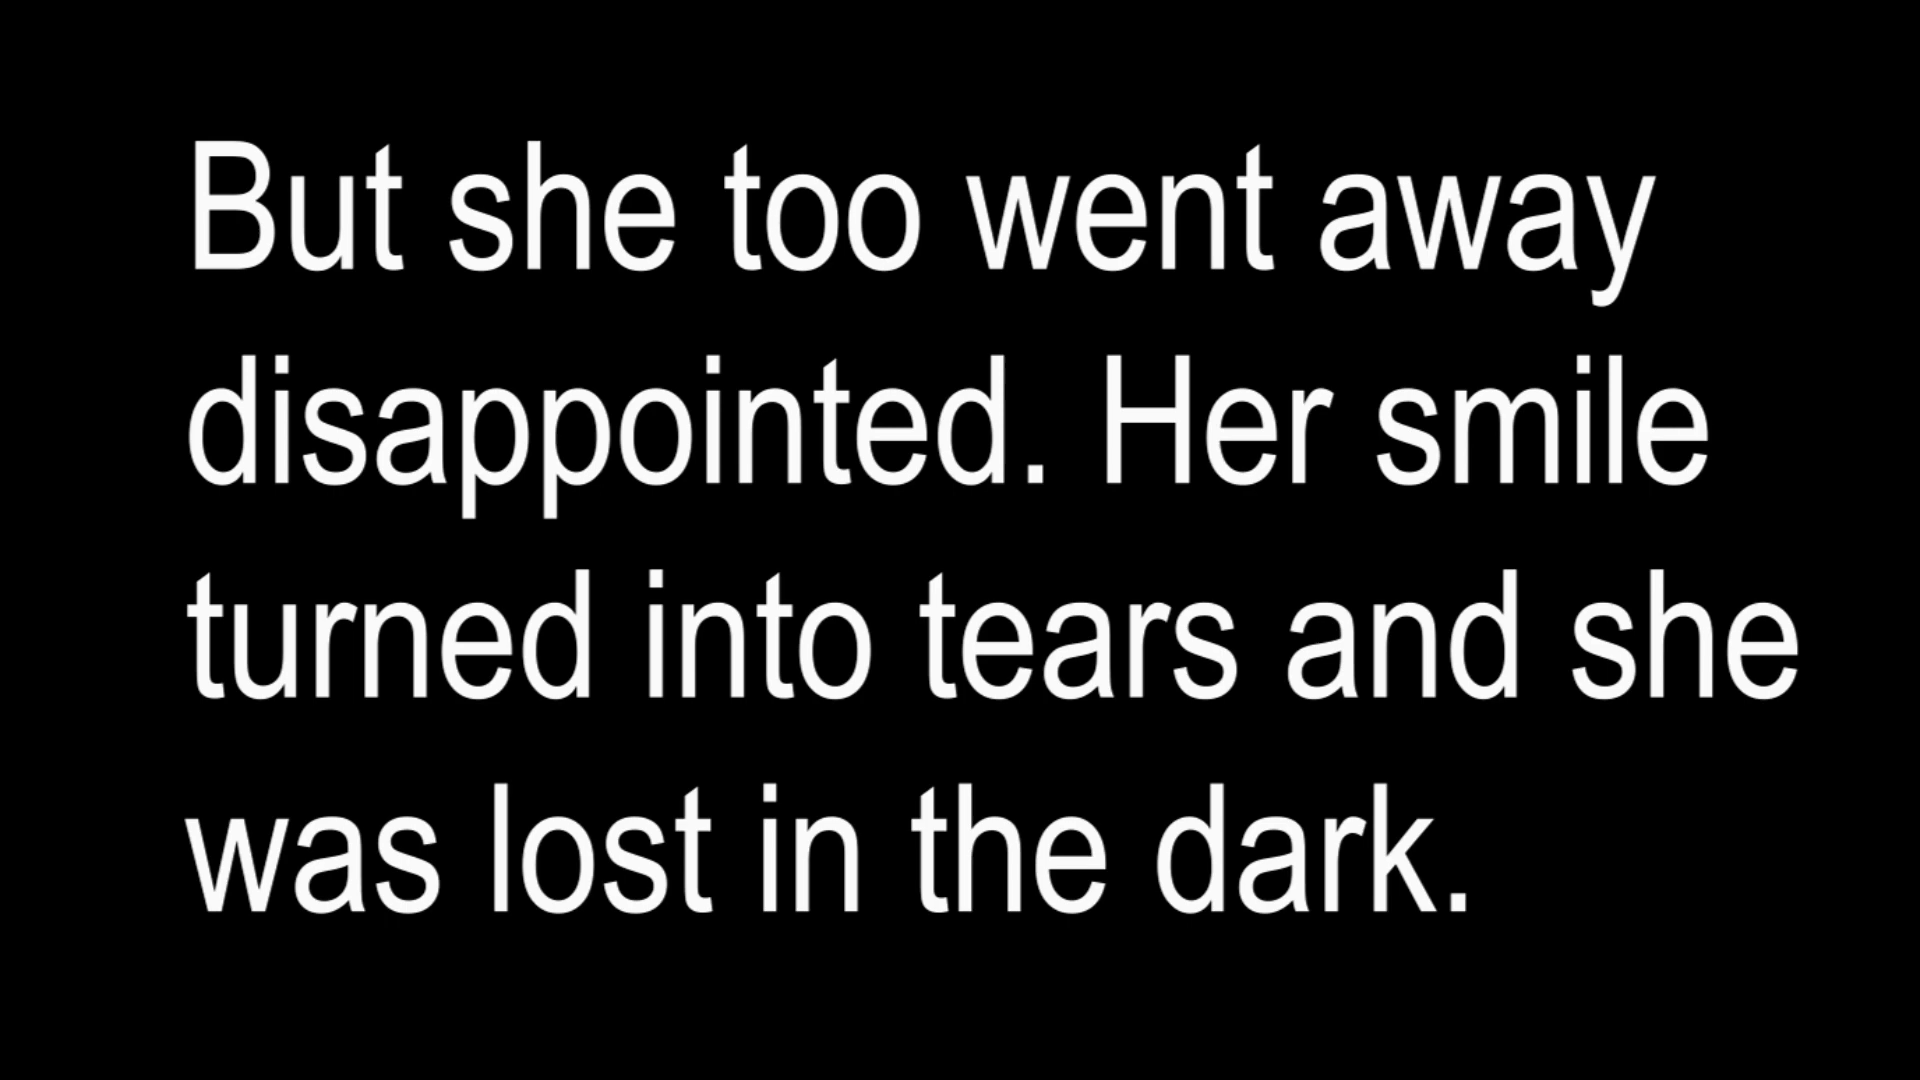 But she too went away
disappointed. Her smile
turned into tears and she
was lost in the dark.